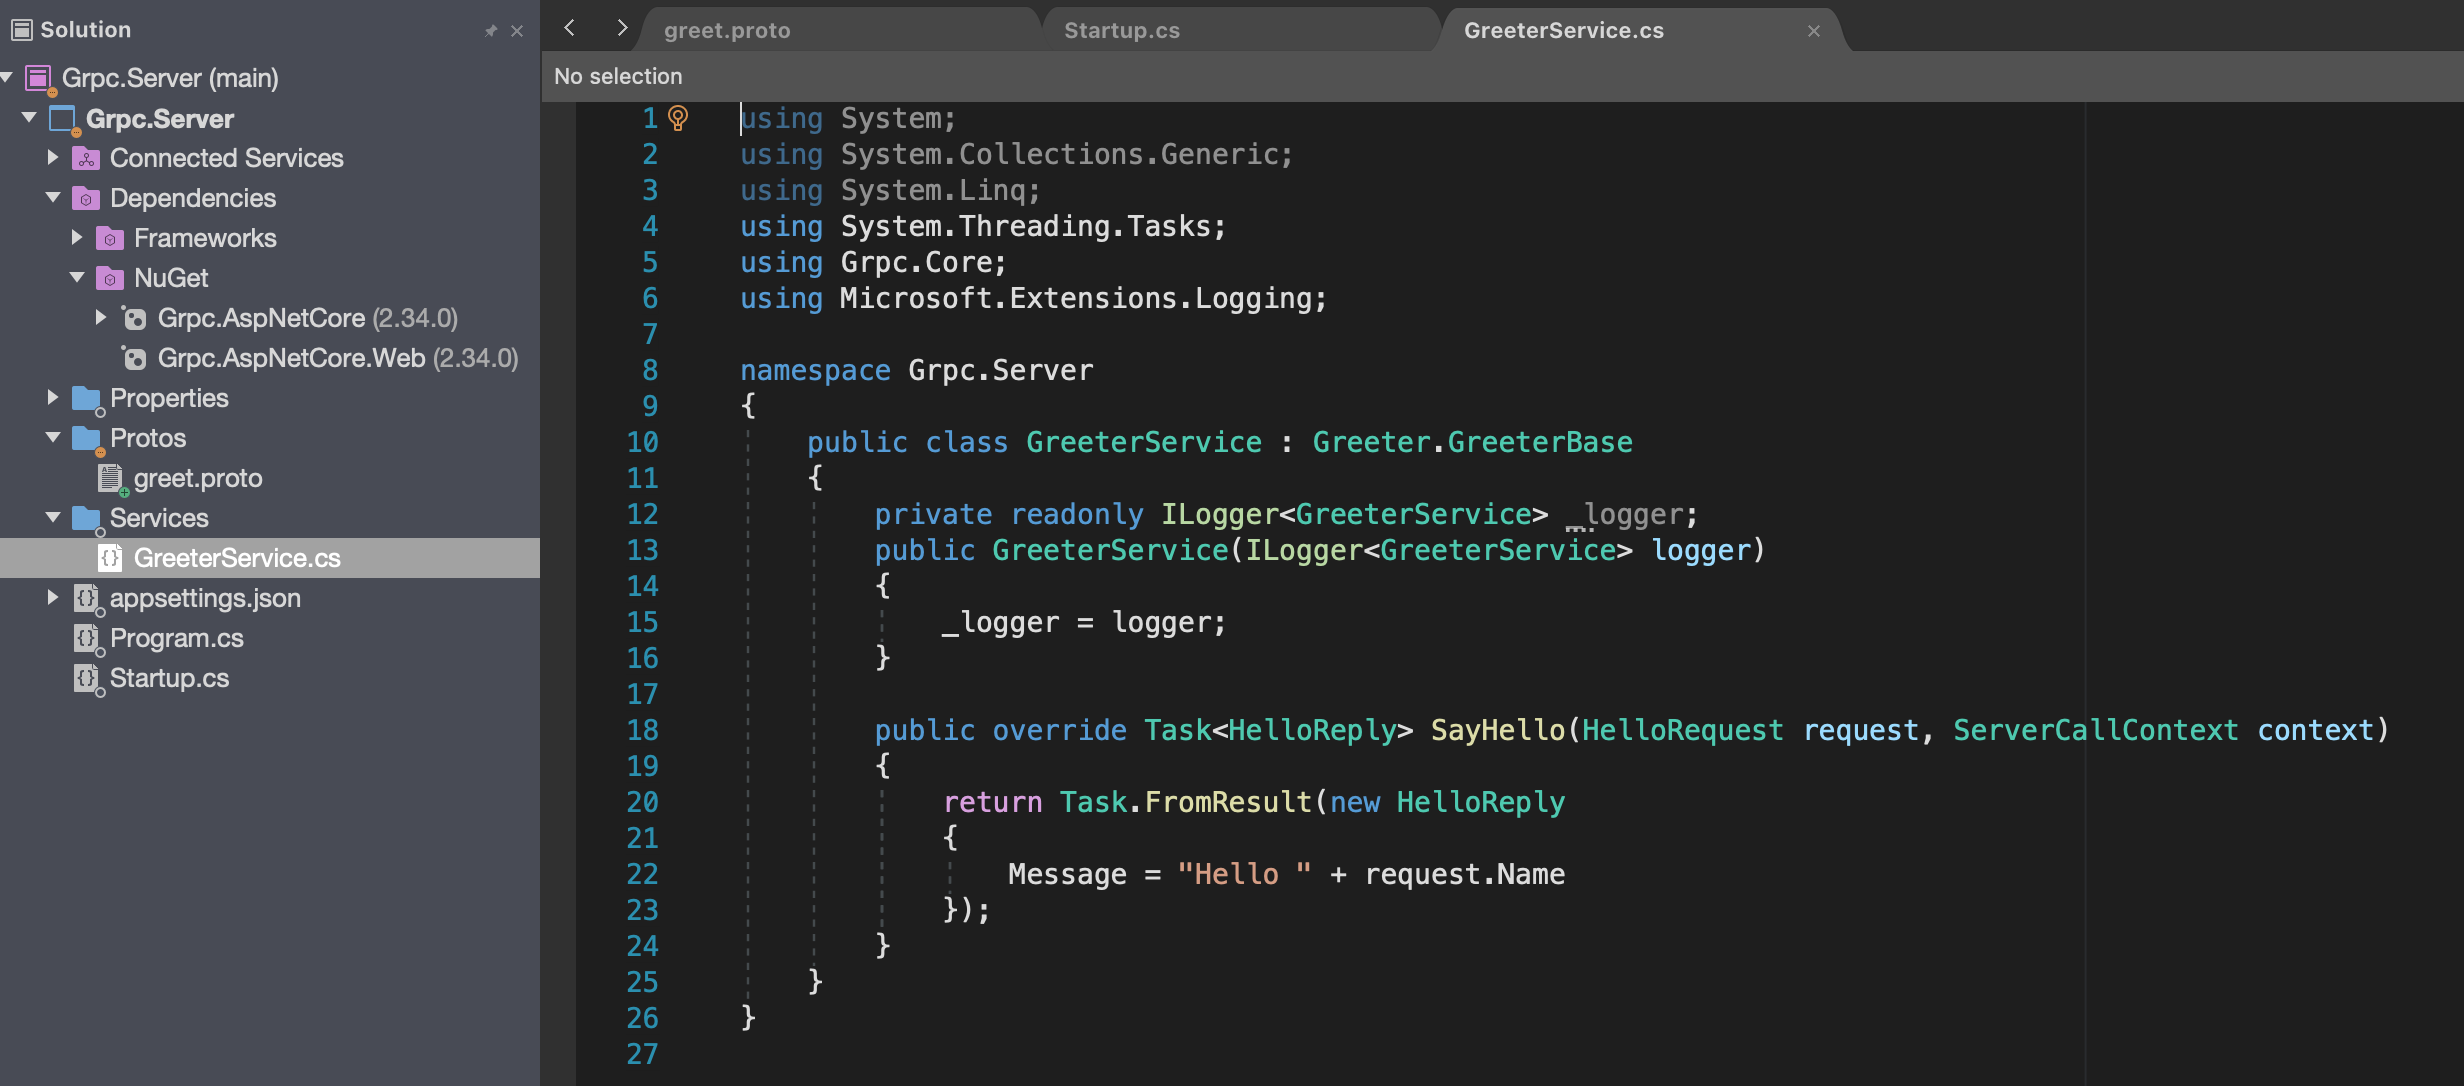 Solution
Grpc.Server (main)
Grpc.Server
Connected Services
Dependencies
Frameworks
NuGet
Grpc.AspNetCore (2.34.0)
Grpc.AspNetCore.Web (2.34.0)
Properties
Protos
greet.proto
Services
GreeterService.cs
appsettings.json
Program.cs
Startup.cs
greet.proto
Startup.cs
GreeterService.cs
No selection
1 using System;
2 using System.Collections.Generic;
3 using System.Linq;
4 using System.Threading.Tasks;
5 using Grpc.Core;
6 using Microsoft.Extensions.Logging;
7
8 namespace Grpc.Server
9 {
10 public class GreeterService : Greeter.GreeterBase
11 {
12 private readonly ILogger<GreeterService> _logger;
13 public GreeterService(ILogger<GreeterService> logger)
14 {
15 _logger = logger;
16 }
17
18 public override Task<HelloReply> SayHello(HelloRequest request, ServerCallContext context)
19 {
20 return Task.FromResult(new HelloReply
21 {
22 Message = "Hello " + request.Name
23 });
24 }
25 }
26 }
27